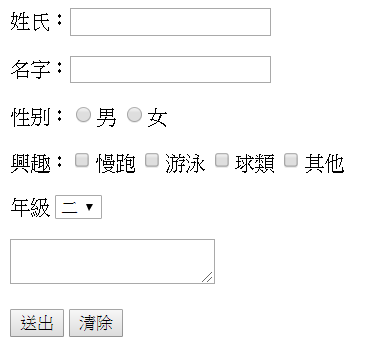 姓氏：
名字：
性別： 男 女
興趣： 慢跑 游泳 球類 其他
年級 二
送出 清除